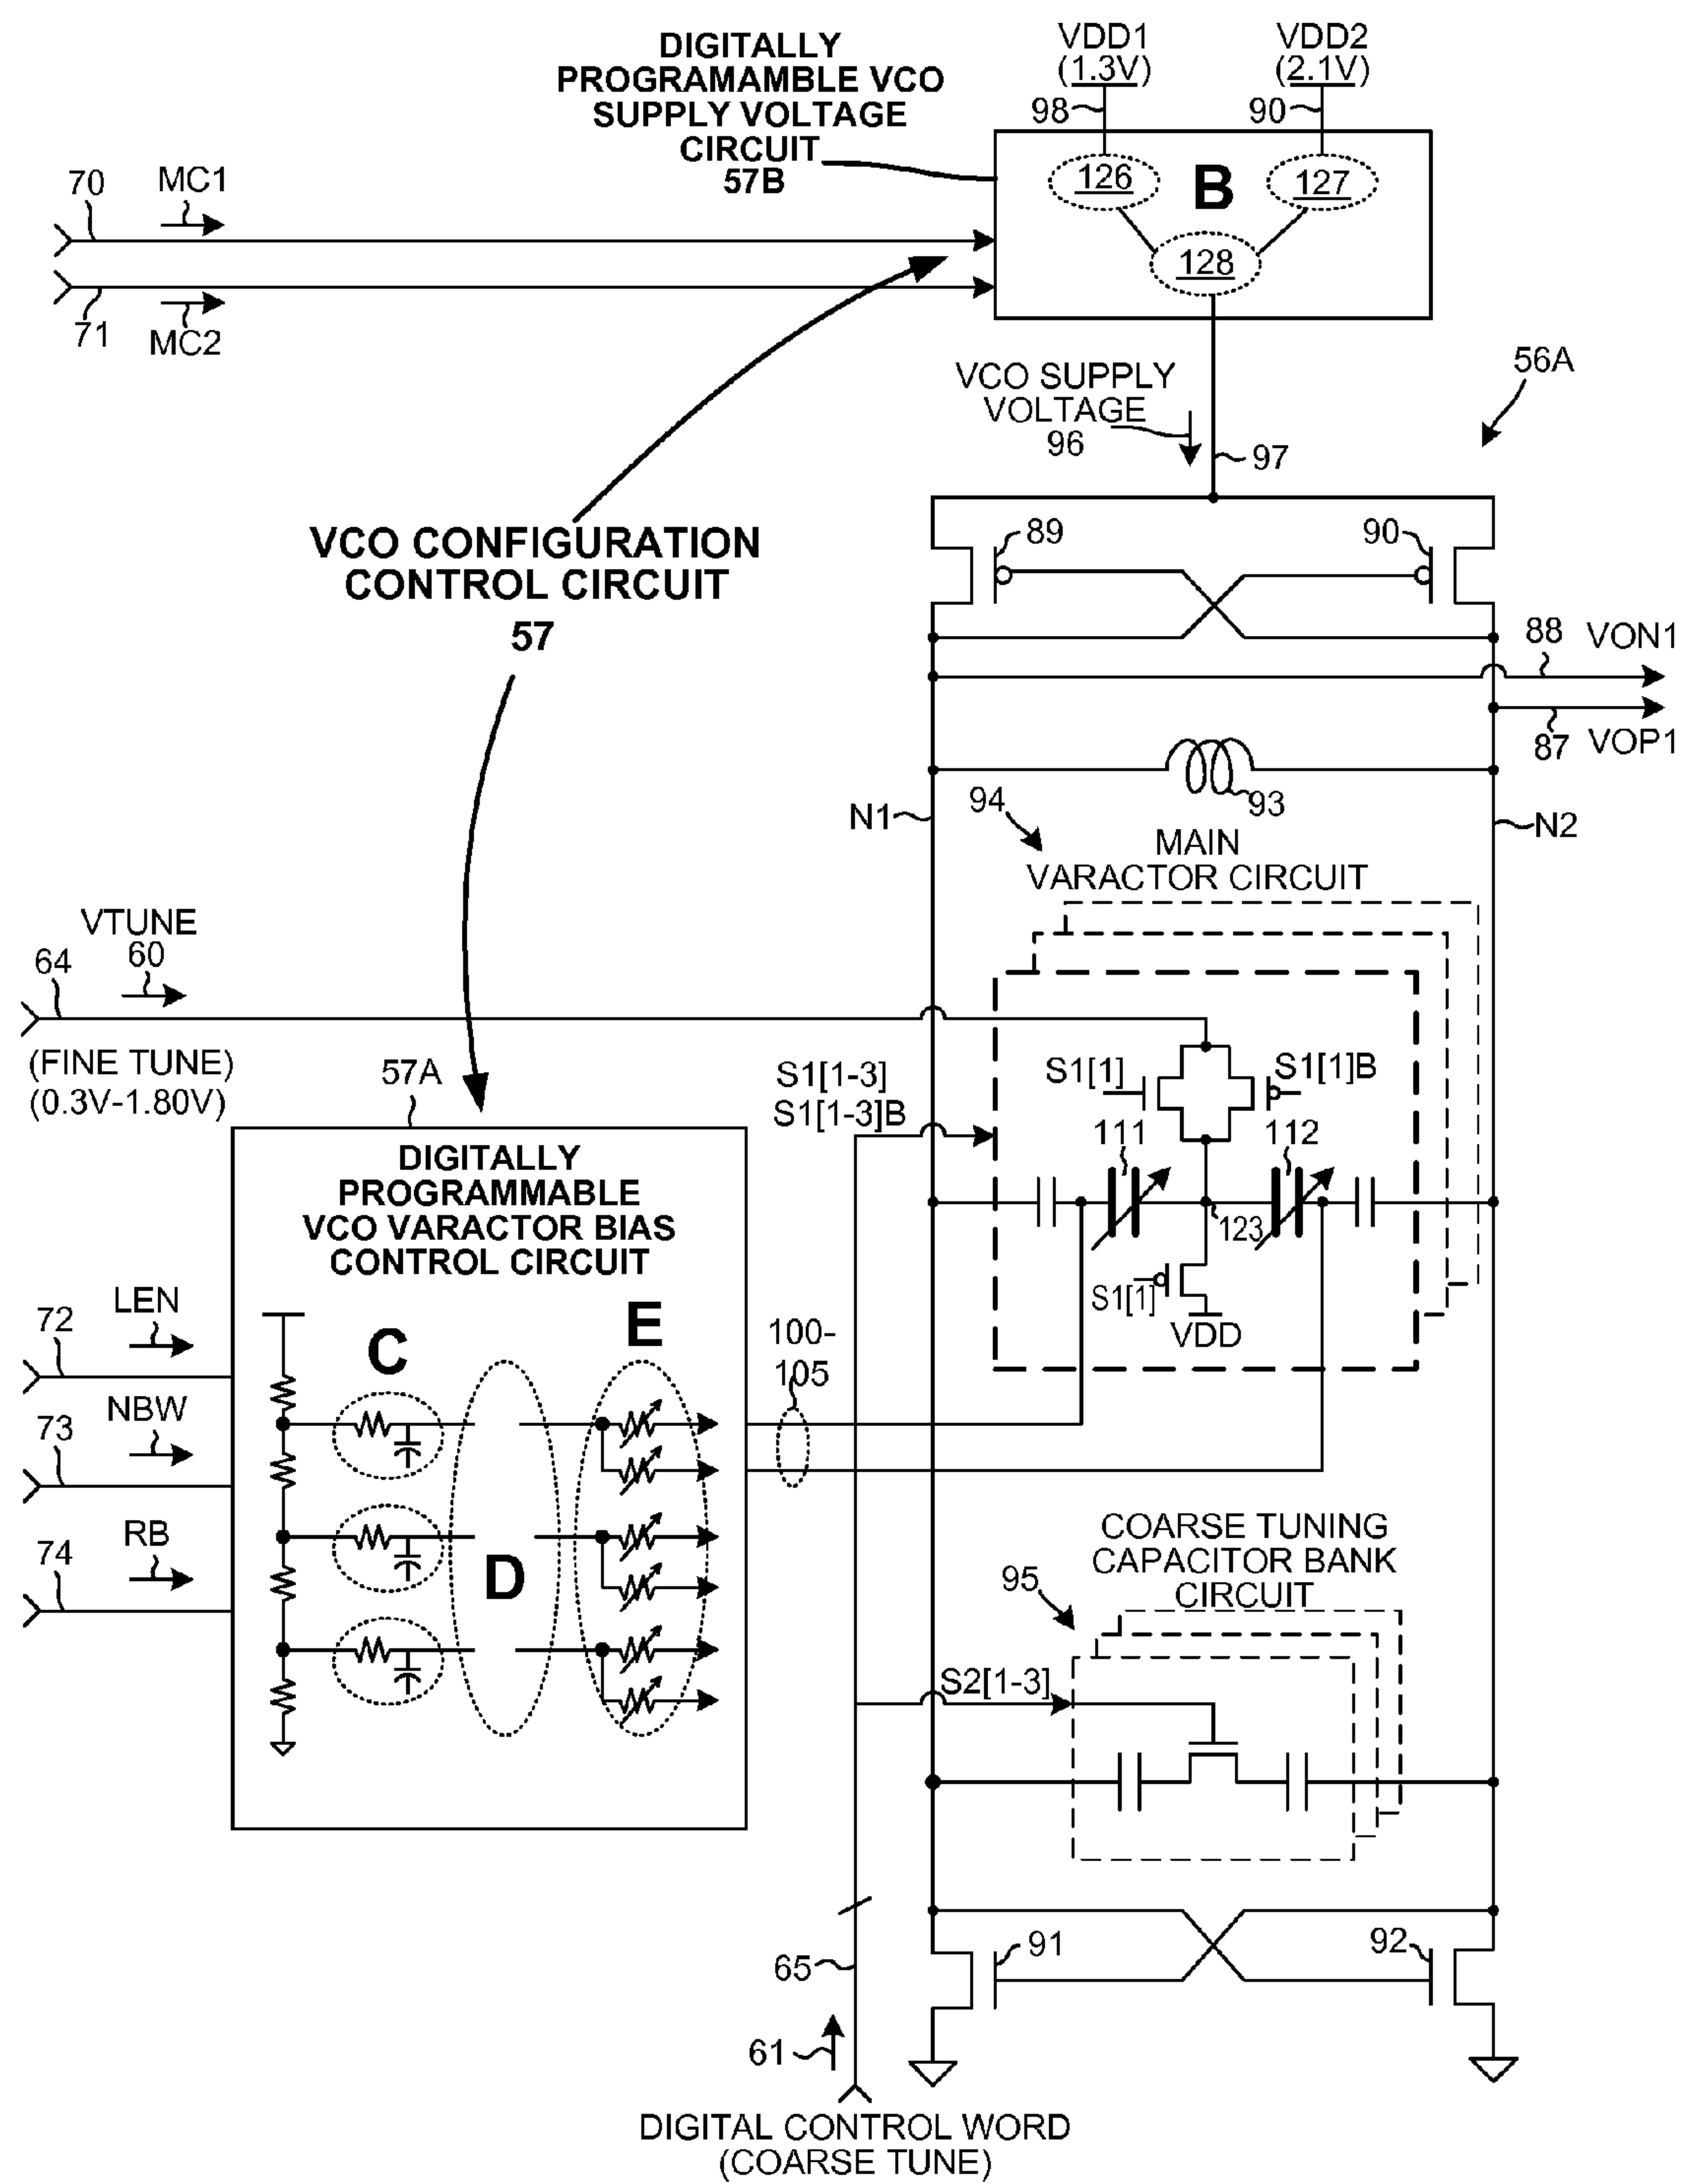 DIGITALLY
PROGRAMAMBLE VCO
SUPPLY VOLTAGE
CIRCUIT
57B
VDD1
(1.3V)
VDD2
(2.1V)
98
90
126
B
127
128
70
MC1
71
MC2
VCO SUPPLY
VOLTAGE
96
97
56A
VCO CONFIGURATION
CONTROL CIRCUIT
57
89
90
88
VON1
87
VOP1
93
N1
N2
94
MAIN
VARACTOR CIRCUIT
VTUNE
60
64
(FINE TUNE)
(0.3V-1.80V)
57A
S1[1-3]
S1[1-3]B
S1[1]
S1[1]B
111
112
123
S1[1]
VDD
DIGITALLY
PROGRAMMABLE
VCO VARACTOR BIAS
CONTROL CIRCUIT
LEN
72
NBW
73
RB
74
C
E
D
100-
105
COARSE TUNING
CAPACITOR BANK
CIRCUIT
95
S2[1-3]
91
92
65
61
DIGITAL CONTROL WORD
(COARSE TUNE)